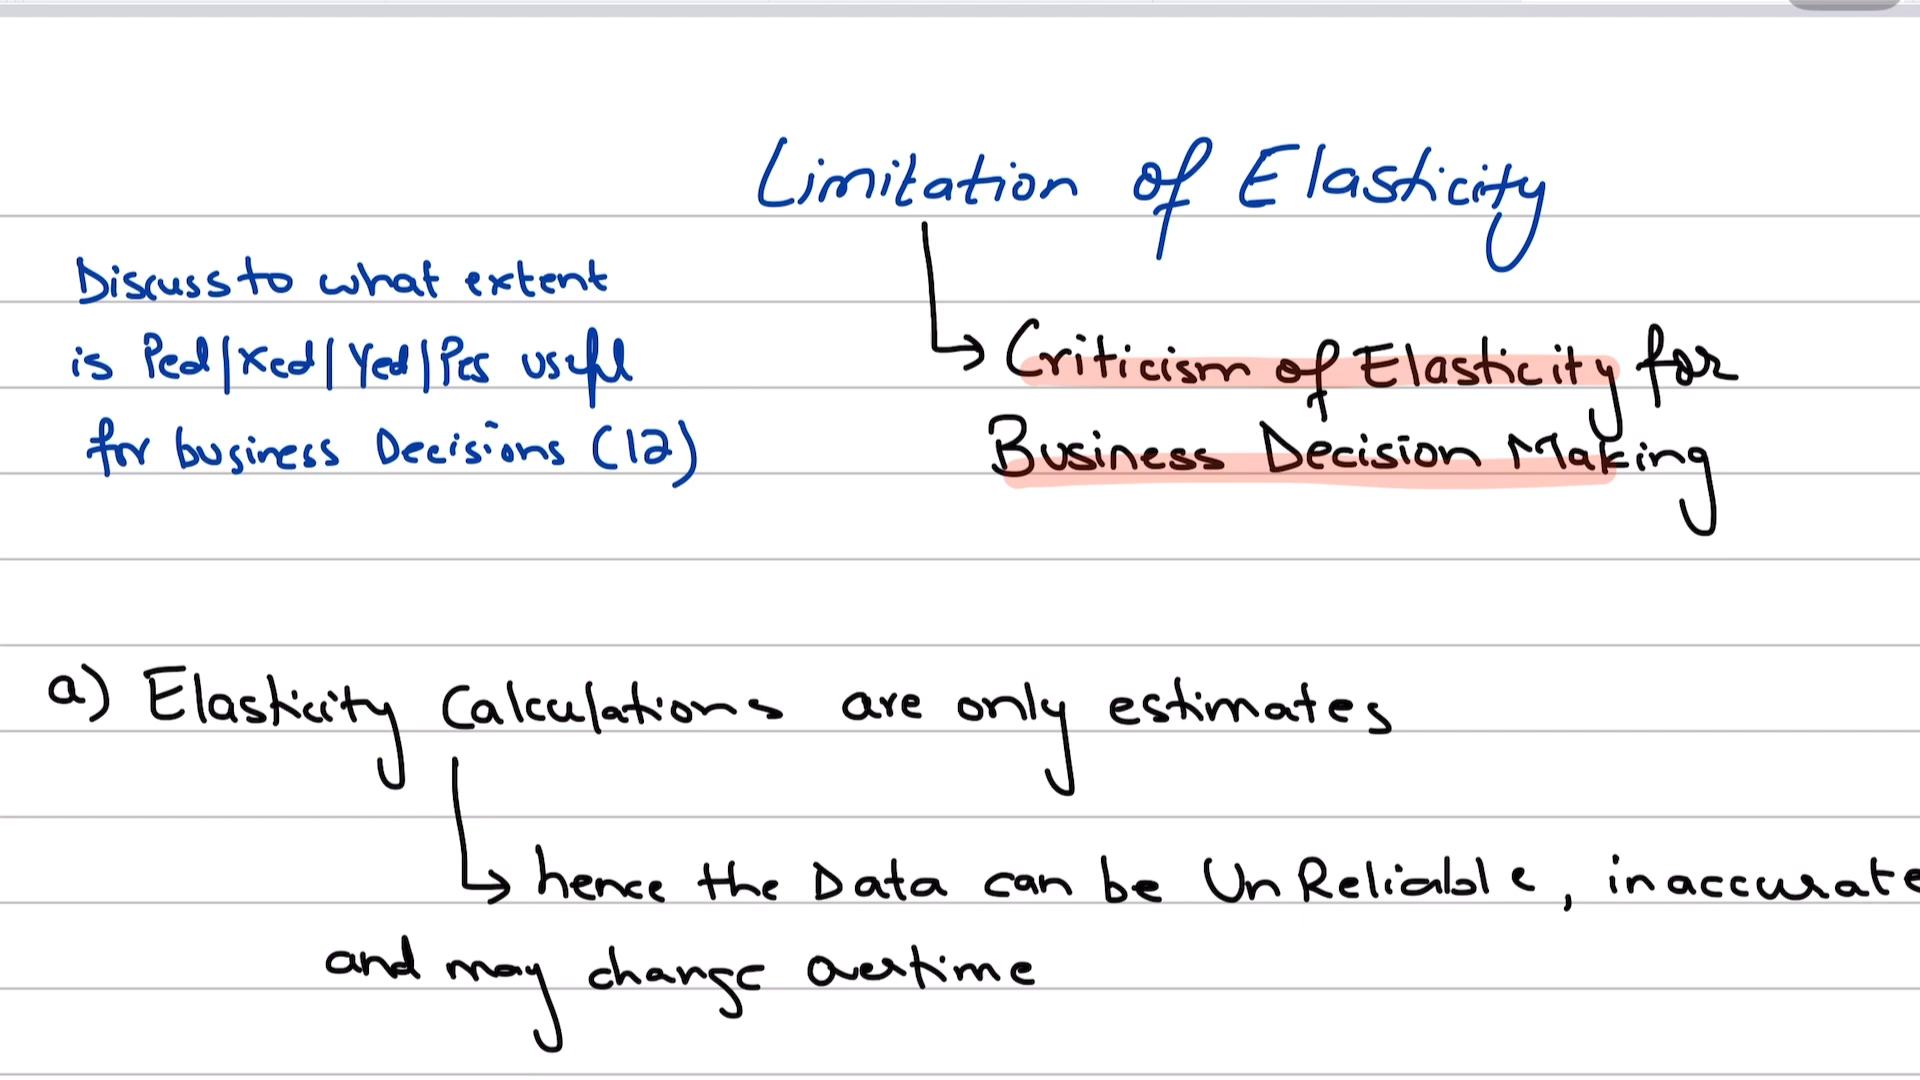 Limitation of Elasticity
Discuss to what extent
is Ped|Xed|Yed|Pes useful
for business Decisions (12)
↳ Criticism of Elasticity for
Business Decision Making
a) Elasticity Calculations are only estimates
↳ hence the Data can be UnReliable, inaccurate
and may change overtime